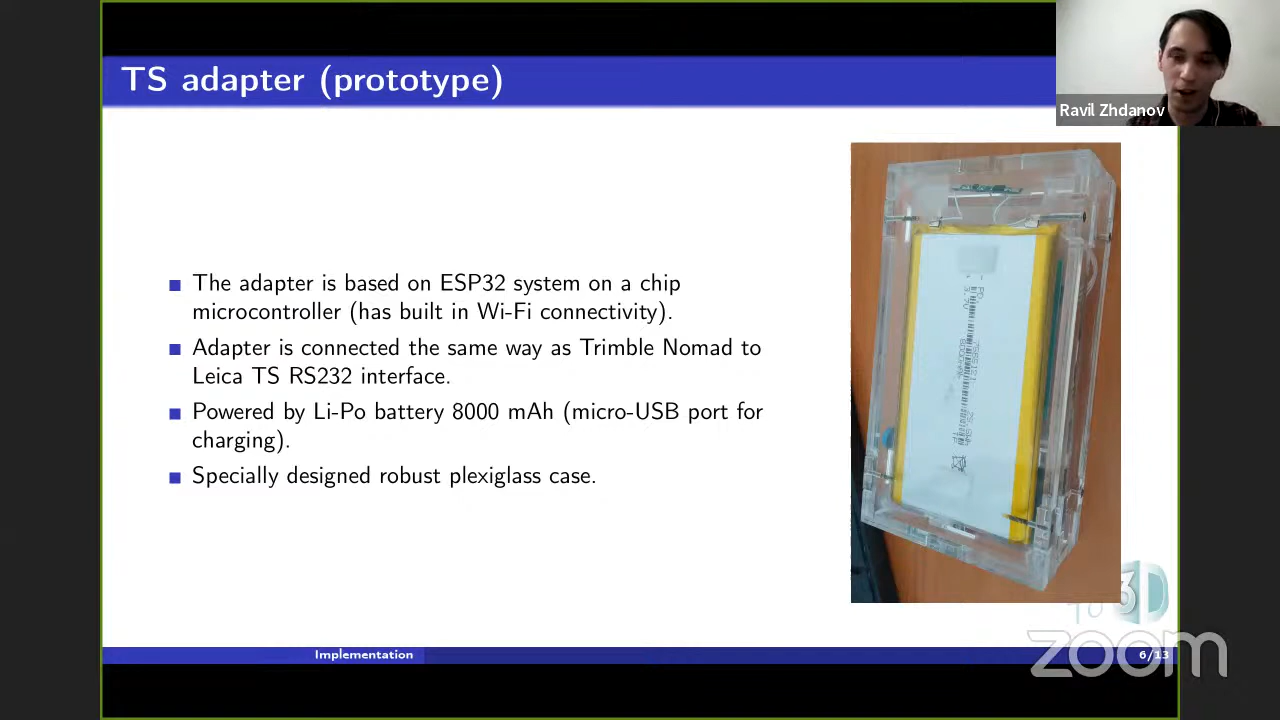 TS adapter (prototype)
Ravil Zhdanov
■ The adapter is based on ESP32 system on a chip
microcontroller (has built in Wi-Fi connectivity).
■ Adapter is connected the same way as Trimble Nomad to
Leica TS RS232 interface.
■ Powered by Li-Po battery 8000 mAh (micro-USB port for
charging).
■ Specially designed robust plexiglass case.
3D
zoom
Implementation
6/13